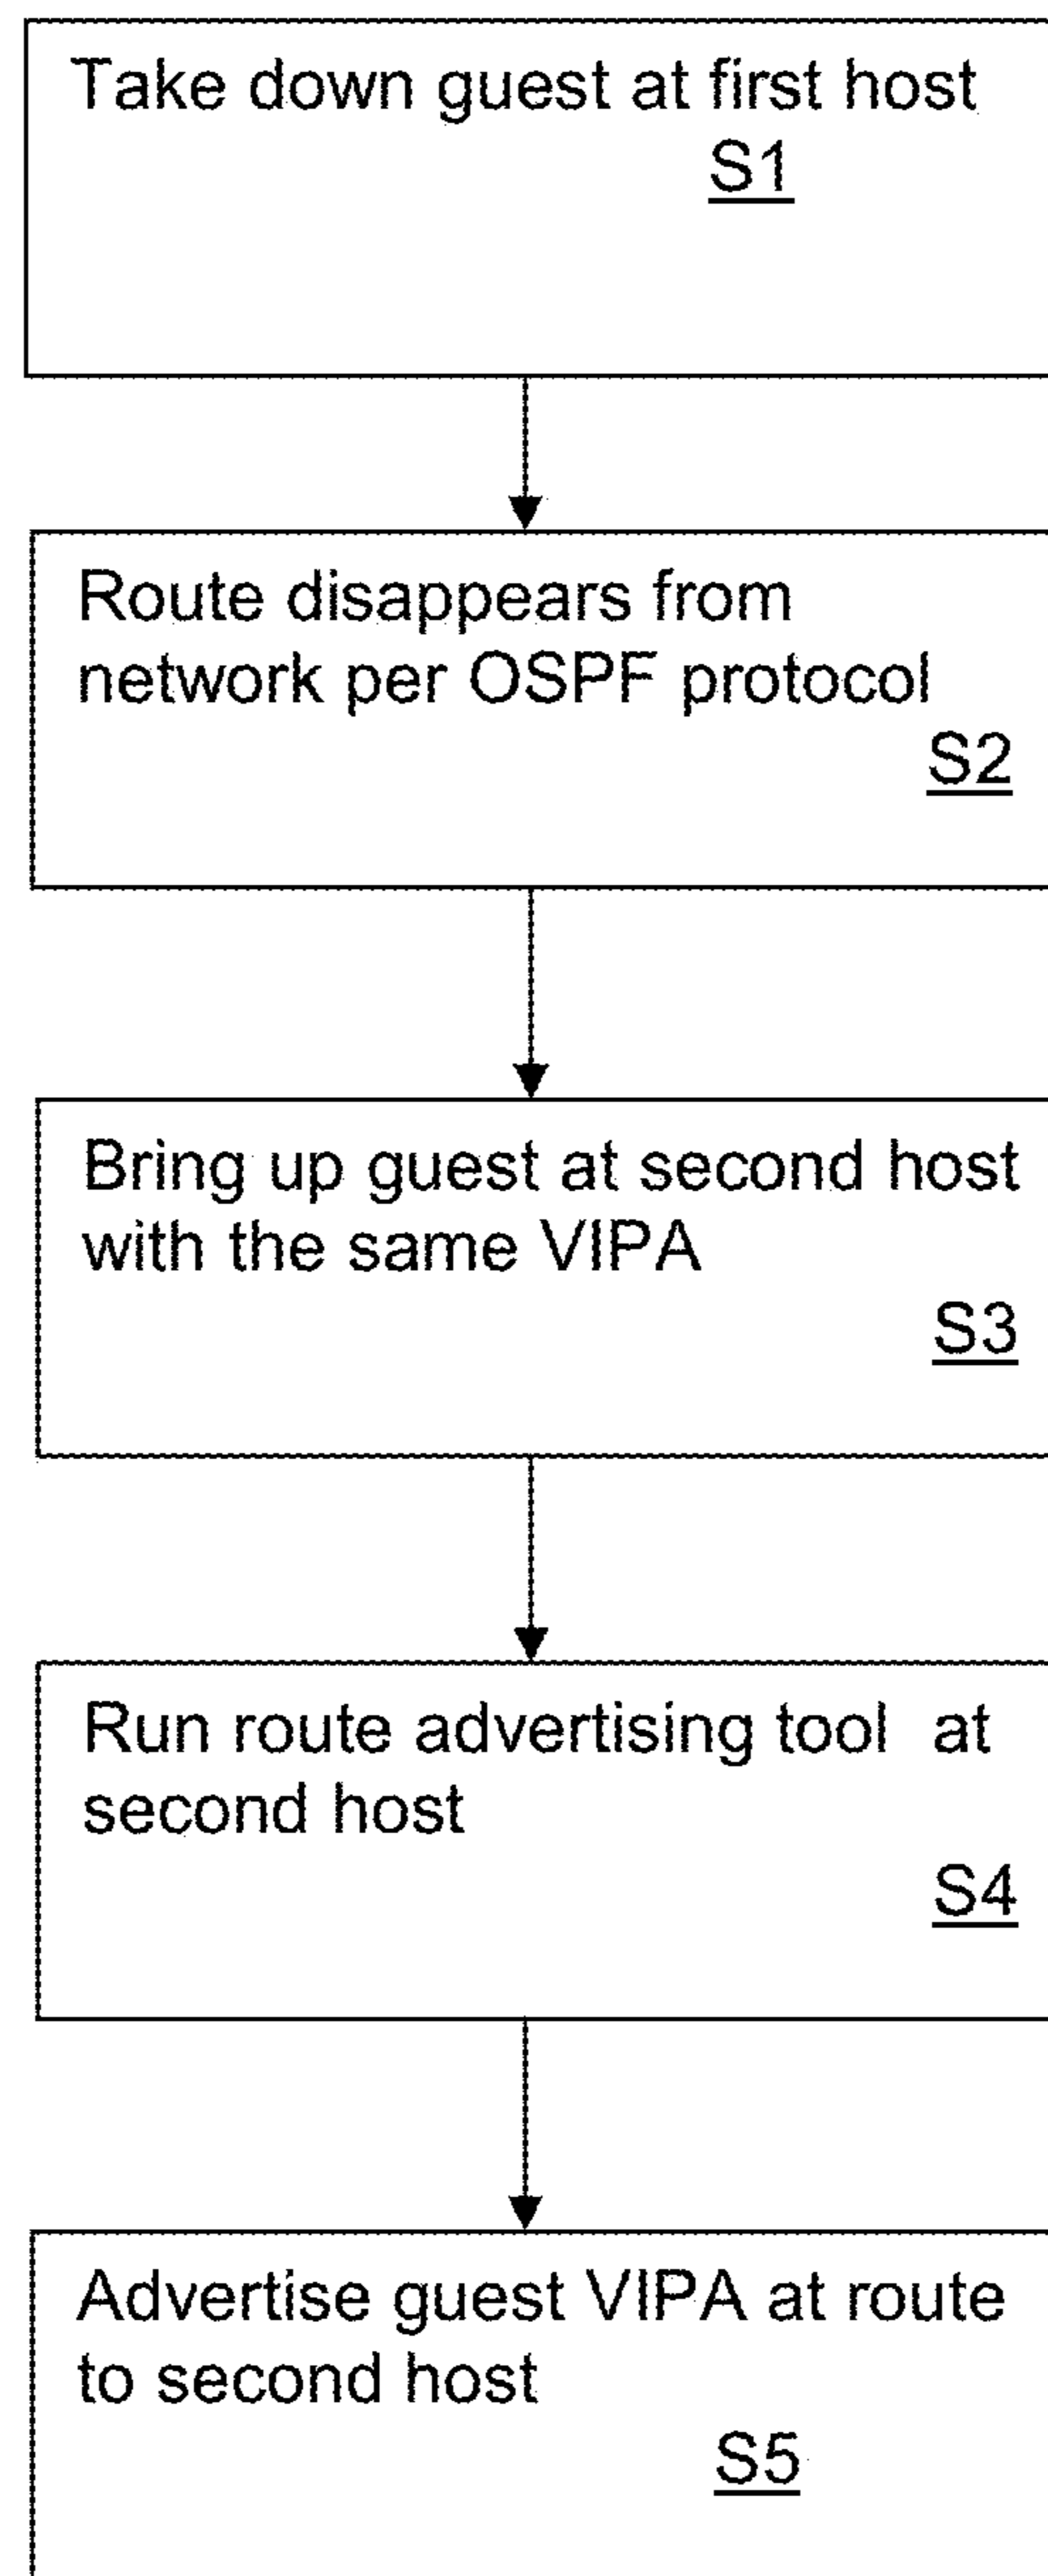 Take down guest at first host
S1
Route disappears from
network per OSPF protocol
S2
Bring up guest at second host
with the same VIPA
S3
Run route advertising tool at
second host
S4
Advertise guest VIPA at route
to second host
S5